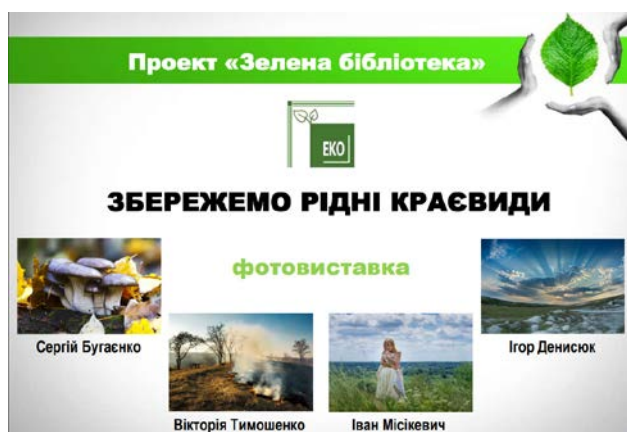 Проект «Зелена бібліотека»
ЕКО
ЗБЕРЕЖЕМО РІДНІ КРАЄВИДИ
фотовиставка
Сергій Бугаєнко
Вікторія Тимошенко
Іван Місікевич
Ігор Денисюк